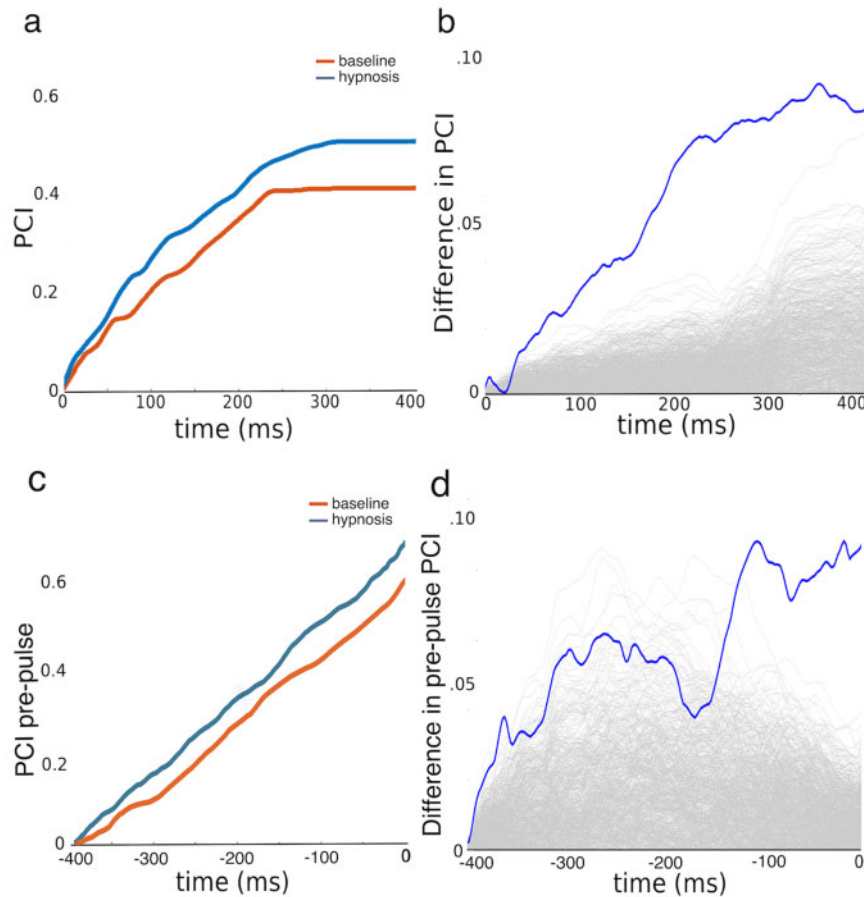 a
baseline
hypnosis
0.6
0.4
0.2
0
PCI
0 100 200 300 400
time (ms)
b
.10
.05
0
Difference in PCI
0 100 200 300 400
time (ms)
c
baseline
hypnosis
0.6
0.4
0.2
0
PCI pre-pulse
-400 -300 -200 -100 0
time (ms)
d
.10
.05
.0
Difference in pre-pulse PCI
-400 -300 -200 -100 0
time (ms)